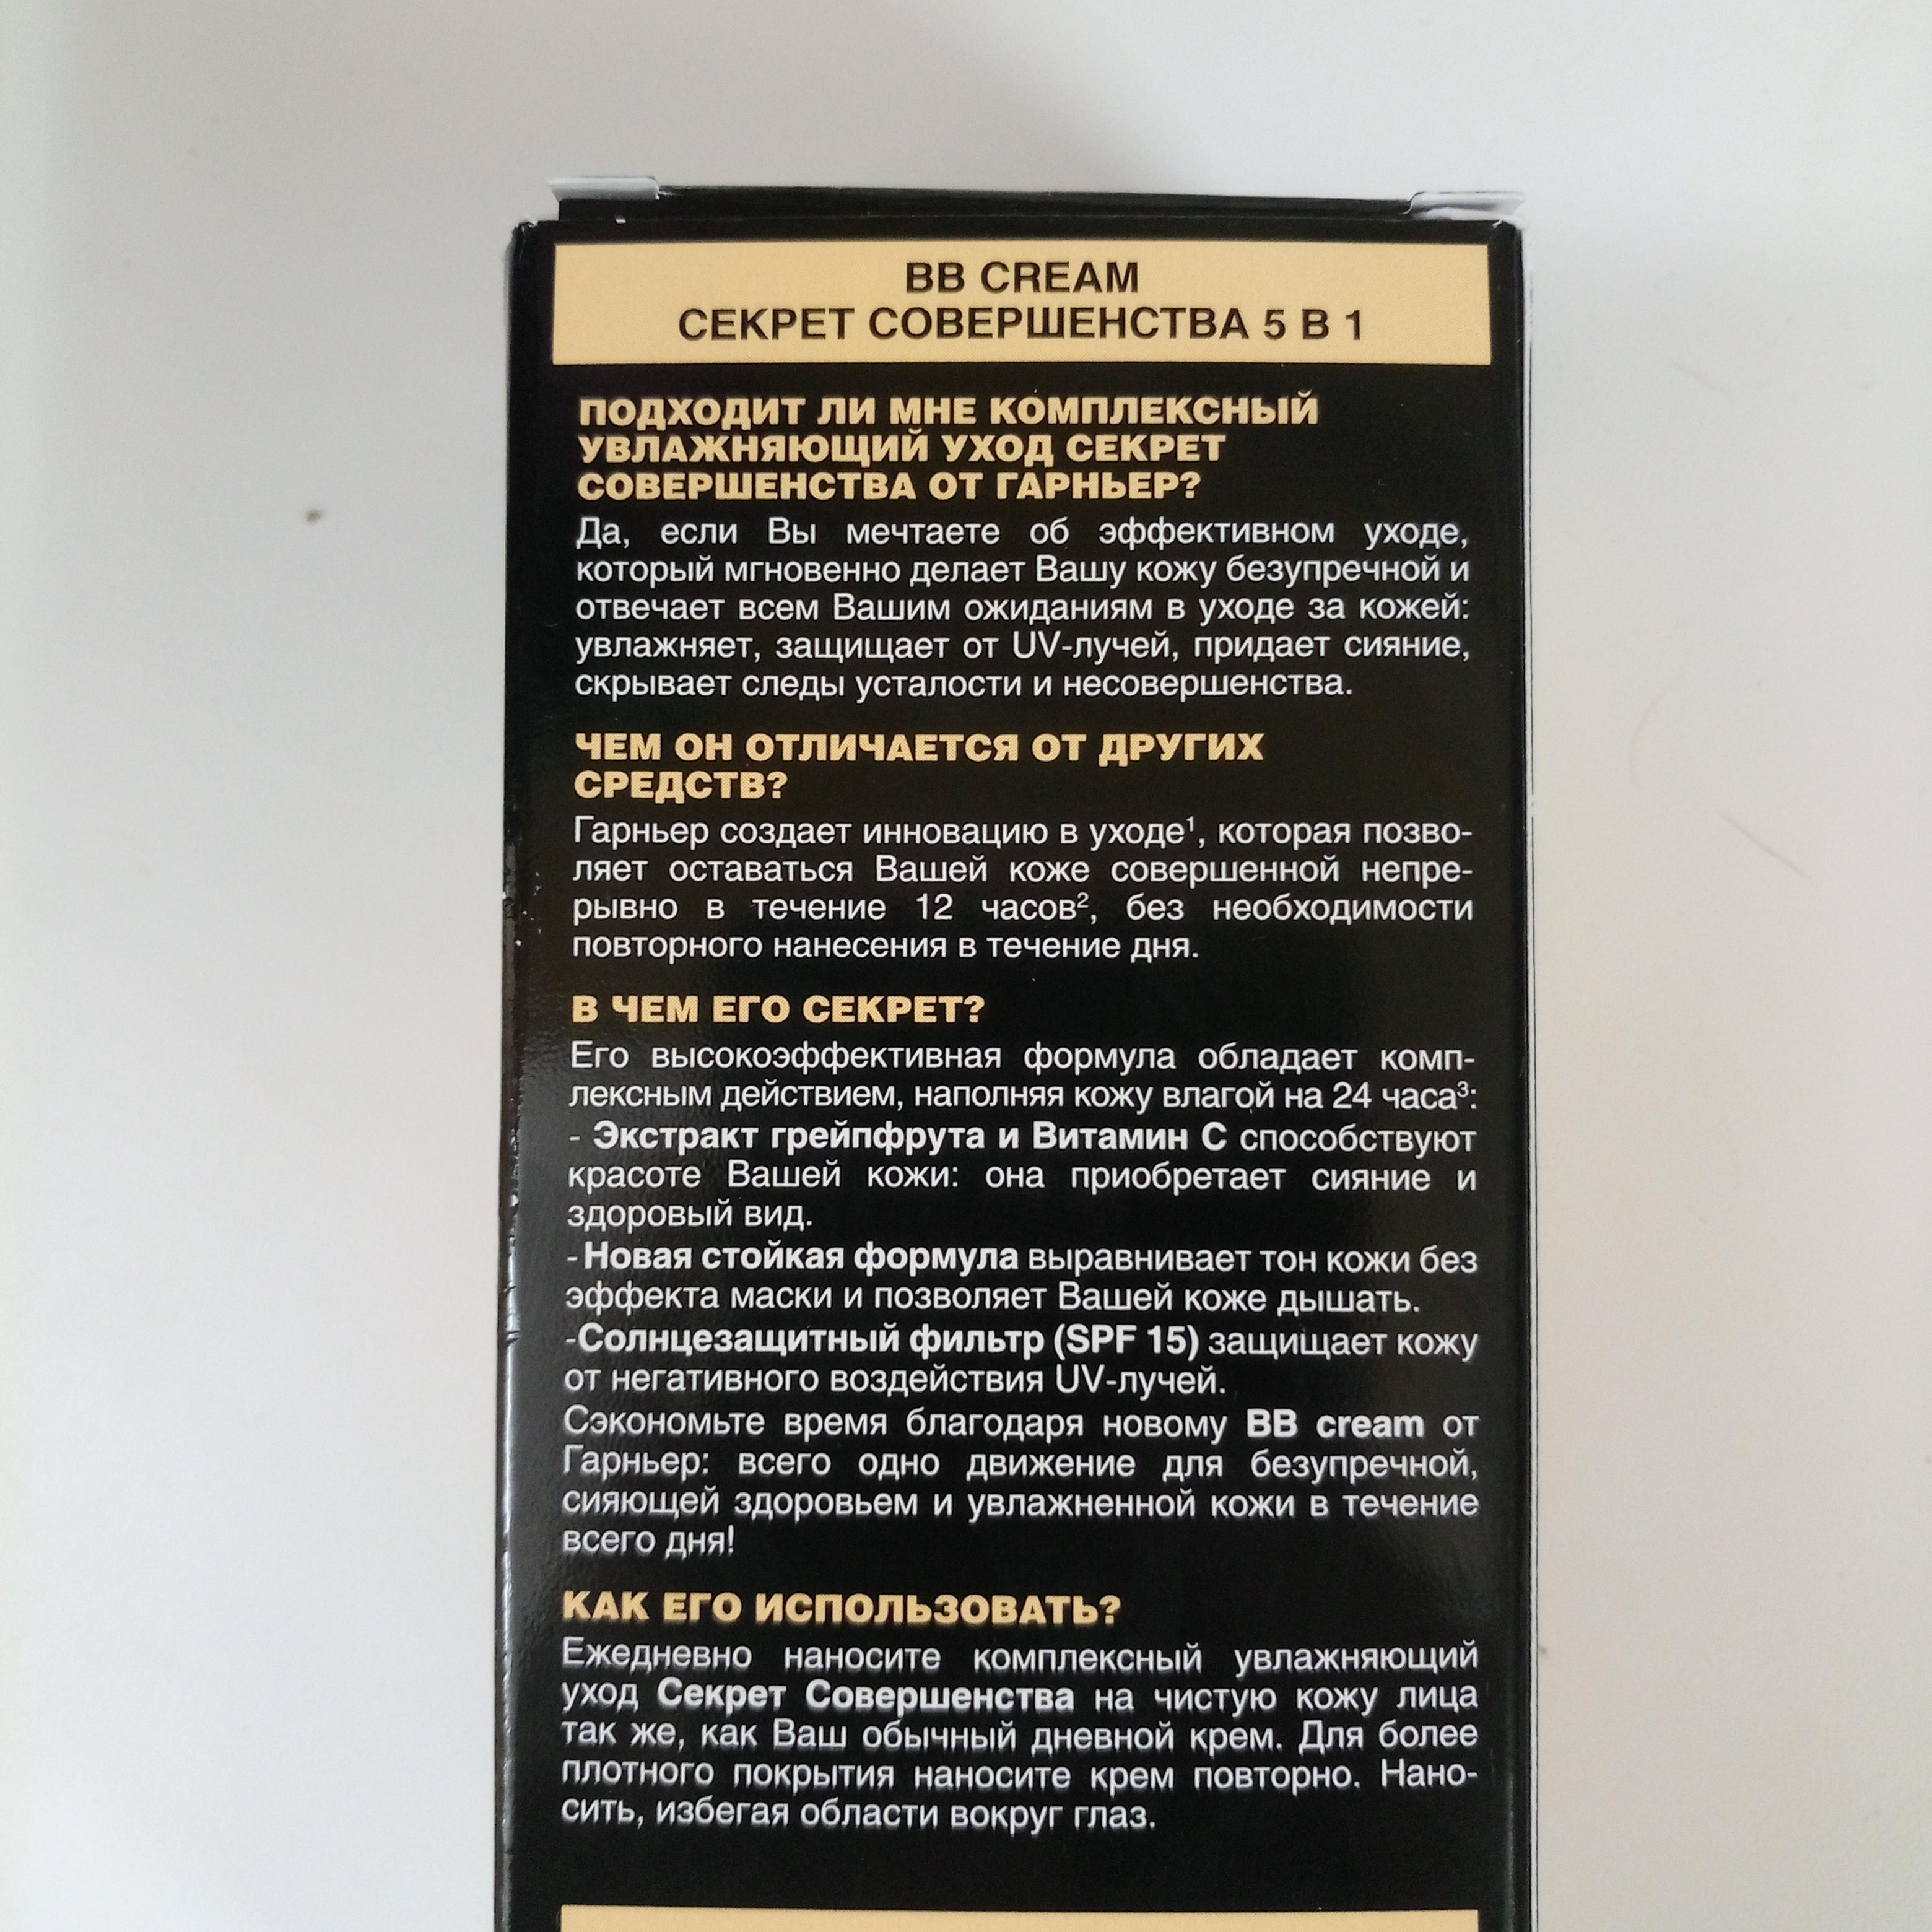 BB CREAM
СЕКРЕТ СОВЕРШЕНСТВА 5 В 1
ПОДХОДИТ ЛИ МНЕ КОМПЛЕКСНЫЙ
УВЛАЖНЯЮЩИЙ УХОД СЕКРЕТ
СОВЕРШЕНСТВА ОТ ГАРНЬЕР?
Да, если Вы мечтаете об эффективном уходе,
который мгновенно делает Вашу кожу безупречной и
отвечает всем Вашим ожиданиям в уходе за кожей:
увлажняет, защищает от UV-лучей, придает сияние,
скрывает следы усталости и несовершенства.
ЧЕМ ОН ОТЛИЧАЕТСЯ ОТ ДРУГИХ
СРЕДСТВ?
Гарньер создает инновацию в уходе¹, которая позво-
ляет оставаться Вашей коже совершенной непре-
рывно в течение 12 часов², без необходимости
повторного нанесения в течение дня.
В ЧЕМ ЕГО СЕКРЕТ?
Его высокоэффективная формула обладает комп-
лексным действием, наполняя кожу влагой на 24 часа³:
- Экстракт грейпфрута и Витамин С способствуют
красоте Вашей кожи: она приобретает сияние и
здоровый вид.
- Новая стойкая формула выравнивает тон кожи без
эффекта маски и позволяет Вашей коже дышать.
-Солнцезащитный фильтр (SPF 15) защищает кожу
от негативного воздействия UV-лучей.
Сэкономьте время благодаря новому BB cream от
Гарньер: всего одно движение для безупречной,
сияющей здоровьем и увлажненной кожи в течение
всего дня!
КАК ЕГО ИСПОЛЬЗОВАТЬ?
Ежедневно наносите комплексный увлажняющий
уход Секрет Совершенства на чистую кожу лица
так же, как Ваш обычный дневной крем. Для более
плотного покрытия наносите крем повторно. Нано-
сить, избегая области вокруг глаз.